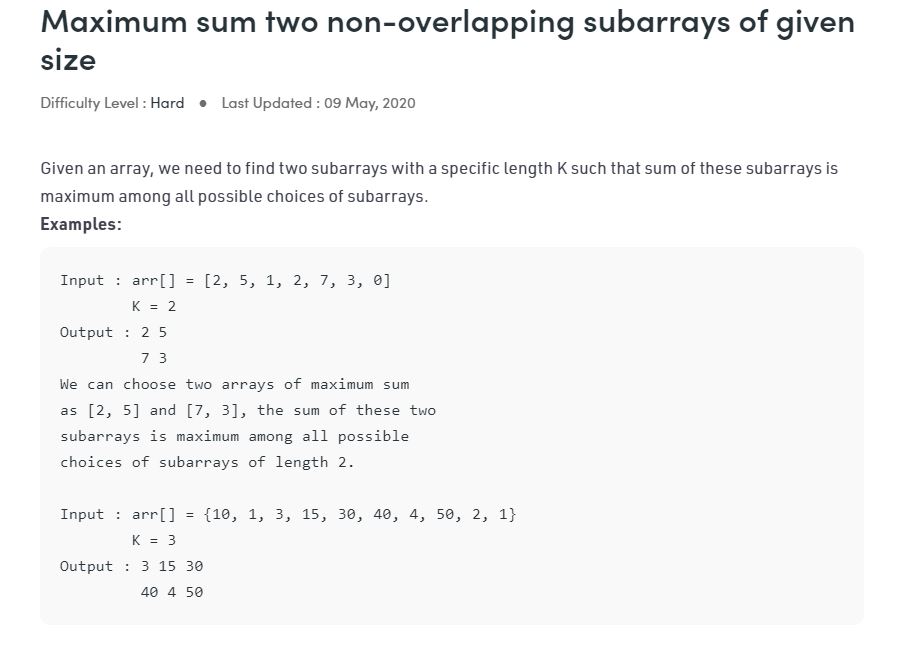 Maximum sum two non-overlapping subarrays of given
size
Difficulty Level : Hard ● Last Updated : 09 May, 2020
Given an array, we need to find two subarrays with a specific length K such that sum of these subarrays is
maximum among all possible choices of subarrays.
Examples:
Input : arr[] = [2, 5, 1, 2, 7, 3, 0]
K = 2
Output : 2 5
7 3
We can choose two arrays of maximum sum
as [2, 5] and [7, 3], the sum of these two
subarrays is maximum among all possible
choices of subarrays of length 2.
Input : arr[] = {10, 1, 3, 15, 30, 40, 4, 50, 2, 1}
K = 3
Output : 3 15 30
40 4 50